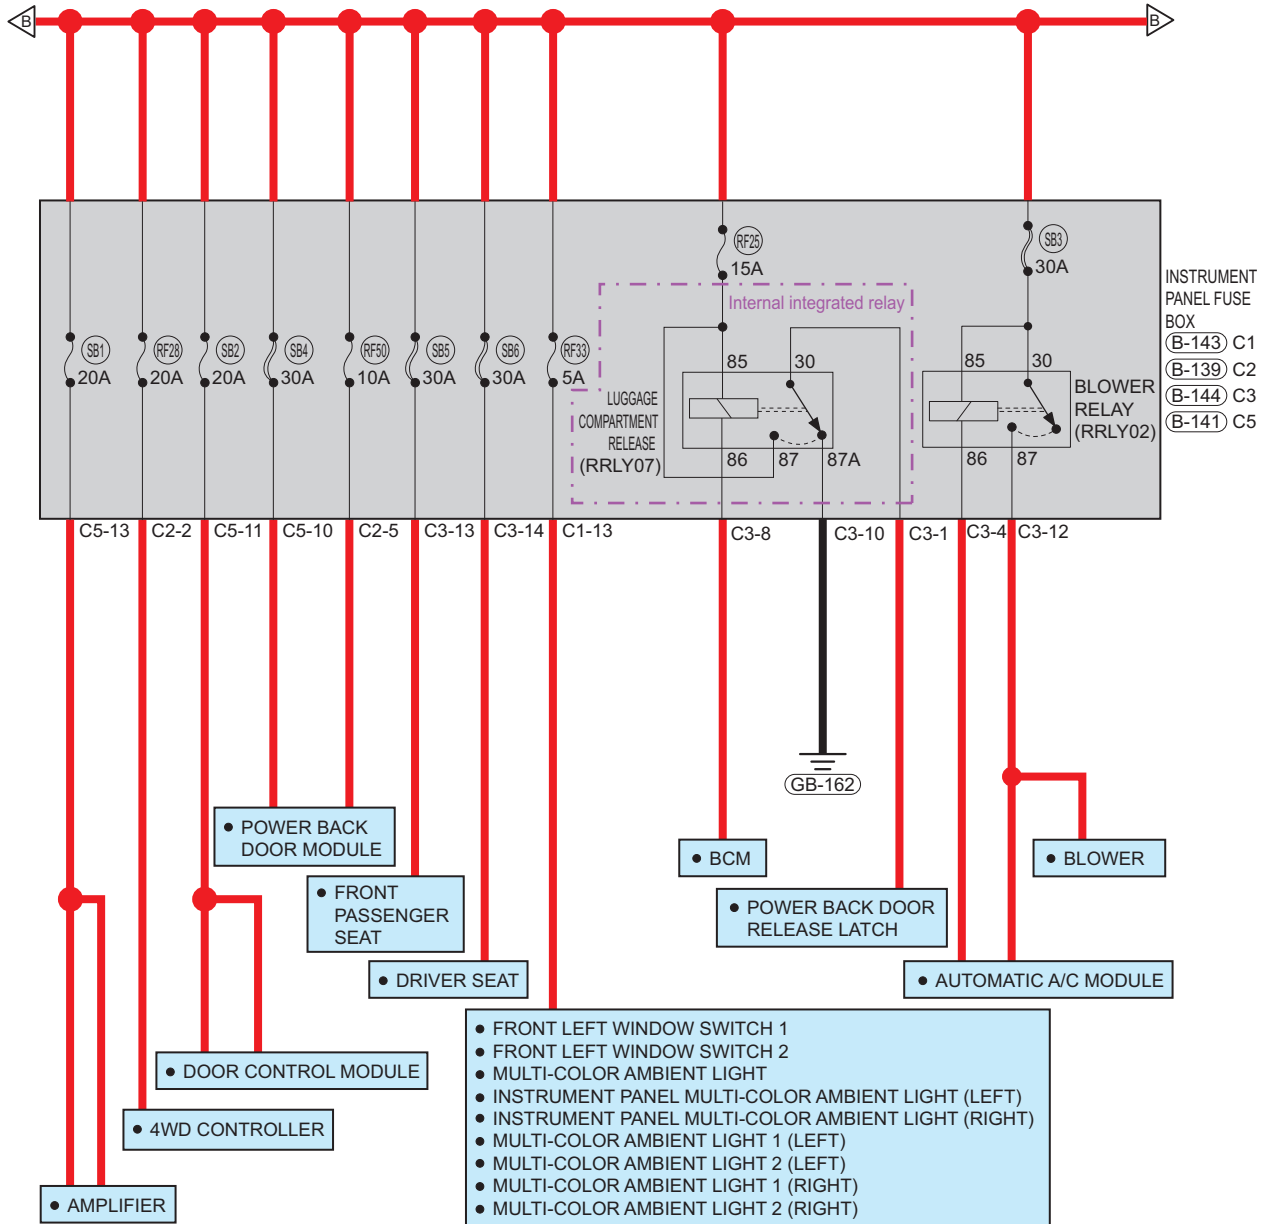 B
B
RF25
15A
SB3
30A
INSTRUMENT
PANEL FUSE
BOX
B-143 C1
B-139 C2
B-144 C3
B-141 C5
Internal integrated relay
SB1
20A
RF28
20A
SB2
20A
SB4
30A
RF50
10A
SB5
30A
SB6
30A
RF33
5A
LUGGAGE
COMPARTMENT
RELEASE
(RRLY07)
85
30
86
87
87A
85
30
86
87
BLOWER
RELAY
(RRLY02)
C5-13
C2-2
C5-11
C5-10
C2-5
C3-13
C3-14
C1-13
C3-8
C3-10
C3-1
C3-4
C3-12
GB-162
• POWER BACK
DOOR MODULE
• BCM
• BLOWER
• FRONT
PASSENGER
SEAT
• POWER BACK DOOR
RELEASE LATCH
• DRIVER SEAT
• AUTOMATIC A/C MODULE
• DOOR CONTROL MODULE
• 4WD CONTROLLER
• AMPLIFIER
• FRONT LEFT WINDOW SWITCH 1
• FRONT LEFT WINDOW SWITCH 2
• MULTI-COLOR AMBIENT LIGHT
• INSTRUMENT PANEL MULTI-COLOR AMBIENT LIGHT (LEFT)
• INSTRUMENT PANEL MULTI-COLOR AMBIENT LIGHT (RIGHT)
• MULTI-COLOR AMBIENT LIGHT 1 (LEFT)
• MULTI-COLOR AMBIENT LIGHT 2 (LEFT)
• MULTI-COLOR AMBIENT LIGHT 1 (RIGHT)
• MULTI-COLOR AMBIENT LIGHT 2 (RIGHT)